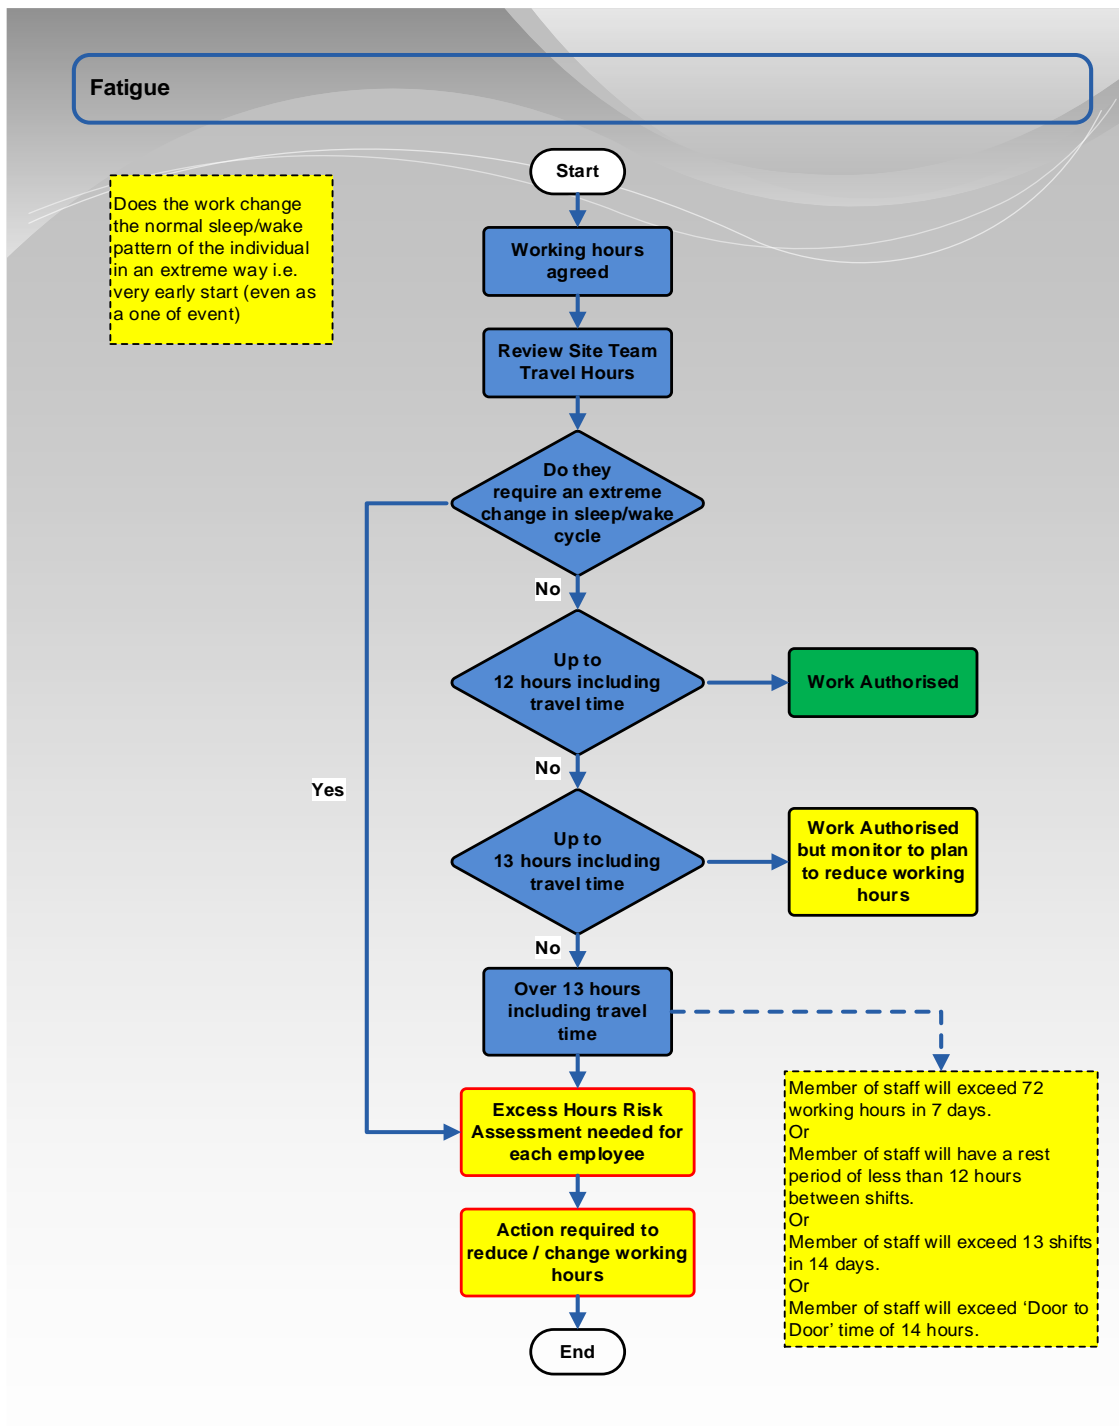 Fatigue
Start
Does the work change
the normal sleep/wake
pattern of the individual
in an extreme way i.e.
very early start (even as
a one of event)
Working hours
agreed
Review Site Team
Travel Hours
Do they
require an extreme
change in sleep/wake
cycle
No
Up to
12 hours including
travel time
Work Authorised
No
Yes
Up to
13 hours including
travel time
Work Authorised
but monitor to plan
to reduce working
hours
No
Over 13 hours
including travel
time
Member of staff will exceed 72
working hours in 7 days.
Or
Member of staff will have a rest
period of less than 12 hours
between shifts.
Or
Member of staff will exceed 13 shifts
in 14 days.
Or
Member of staff will exceed ‘Door to
Door’ time of 14 hours.
Excess Hours Risk
Assessment needed for
each employee
Action required to
reduce / change working
hours
End